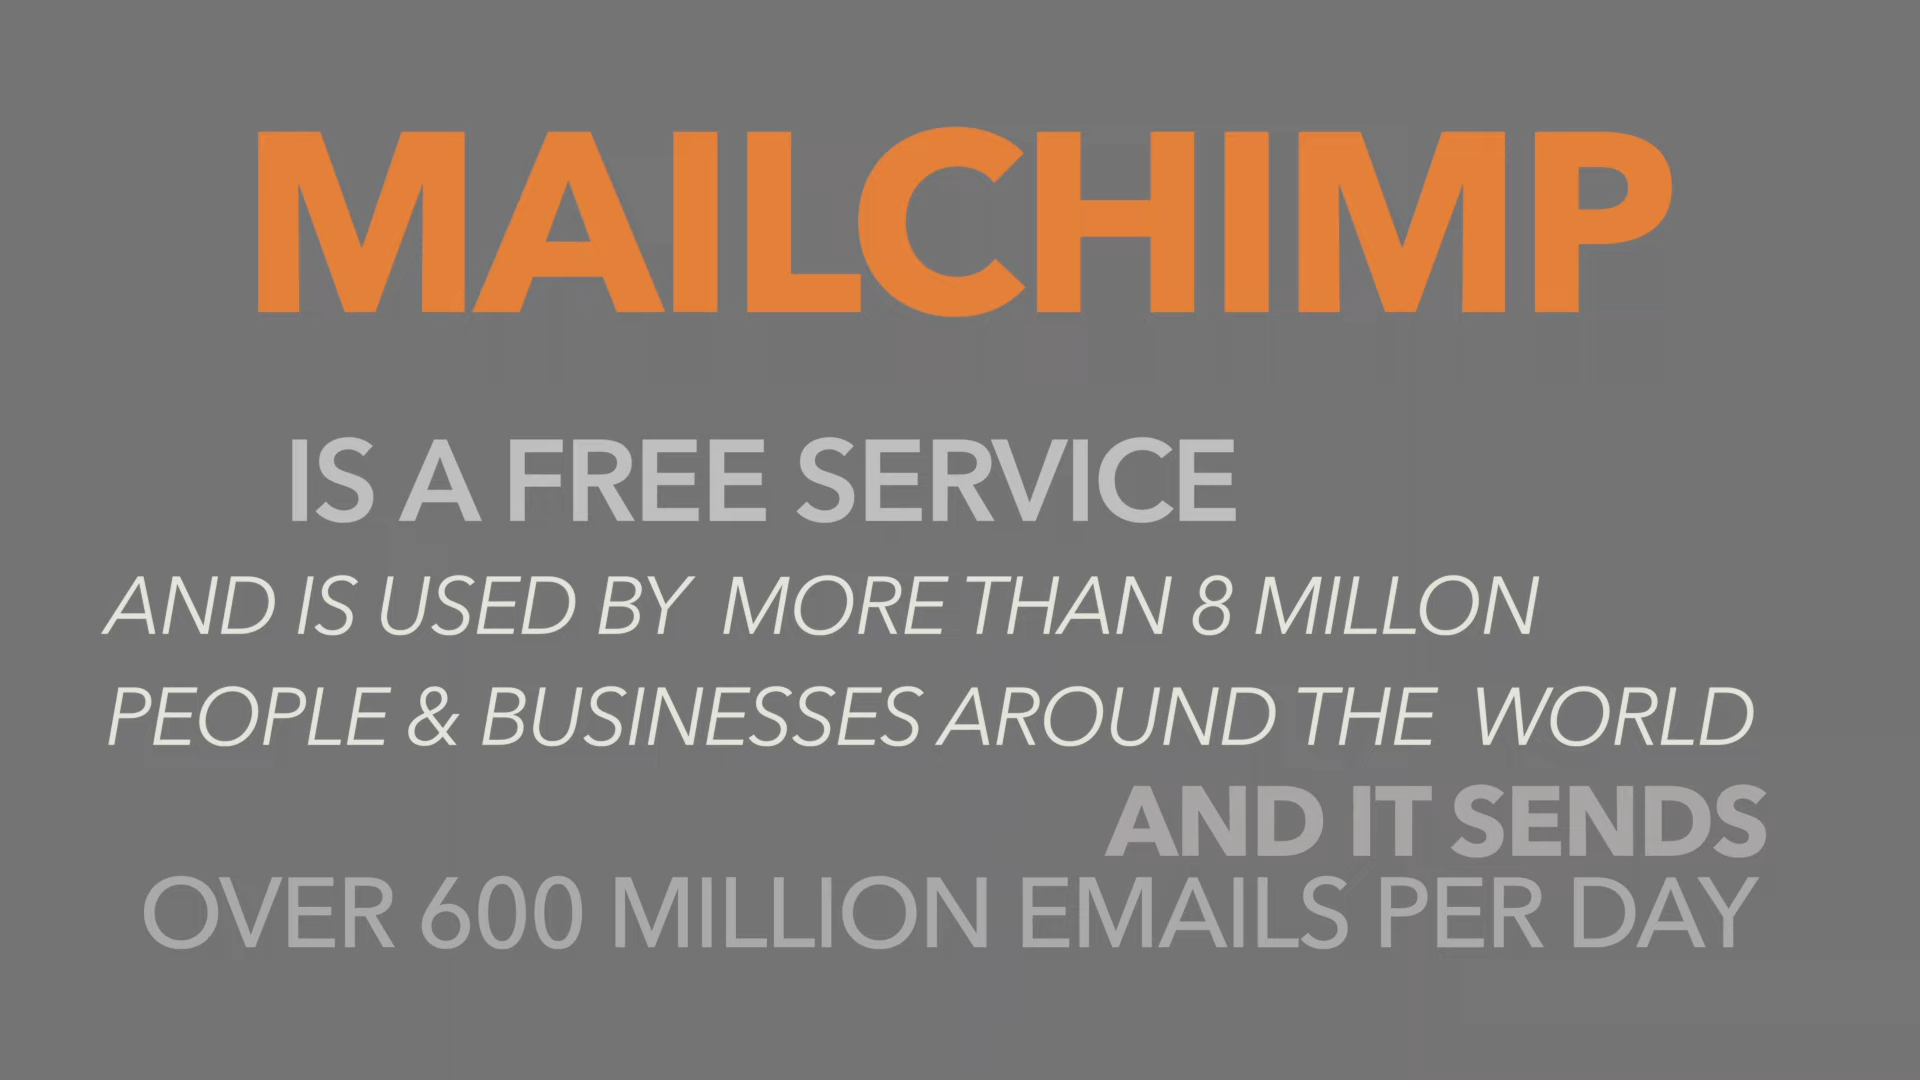 MAILCHIMP
IS A FREE SERVICE
AND IS USED BY MORE THAN 8 MILLON
PEOPLE & BUSINESSES AROUND THE WORLD
AND IT SENDS
OVER 600 MILLION EMAILS PER DAY